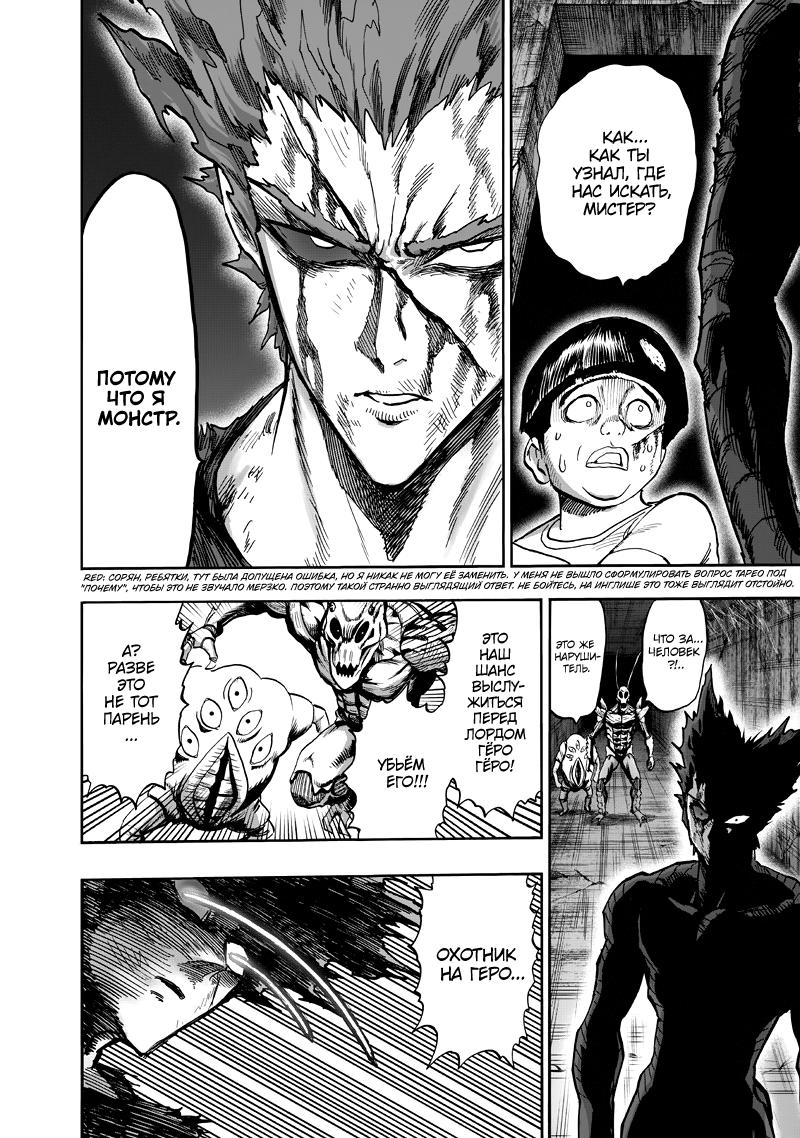 КАК...
КАК ТЫ
УЗНАЛ, ГДЕ
НАС ИСКАТЬ,
МИСТЕР?
ПОТОМУ
ЧТО Я
МОНСТР.
RED: СОРЯН, РЕБЯТКИ, ТУТ БЫЛА ДОПУЩЕНА ОШИБКА, НО Я НИКАК НЕ МОГУ ЕЁ ЗАМЕНИТЬ. У МЕНЯ НЕ ВЫШЛО СФОРМУЛИРОВАТЬ ВОПРОС ТАРЕО ПОД
"ПОЧЕМУ", ЧТОБЫ ЭТО НЕ ЗВУЧАЛО МЕРЗКО. ПОЭТОМУ ТАКОЙ СТРАННО ВЫГЛЯДЯЩИЙ ОТВЕТ. НЕ БОЙТЕСЬ, НА ИНГЛИШЕ ЭТО ТОЖЕ ВЫГЛЯДИТ ОТСТОЙНО.
ЧТО ЗА...
ЧЕЛОВЕК
?!..
ЭТО ЖЕ
НАРУШИ-
ТЕЛЬ.
ЭТО
НАШ
ШАНС
ВЫСЛУ-
ЖИТЬСЯ
ПЕРЕД
ЛОРДОМ
ГЁРО
ГЁРО!
УБЬЁМ
ЕГО!!!
А?
РАЗВЕ
ЭТО
НЕ ТОТ
ПАРЕНЬ
...
ОХОТНИК
НА ГЕРО...